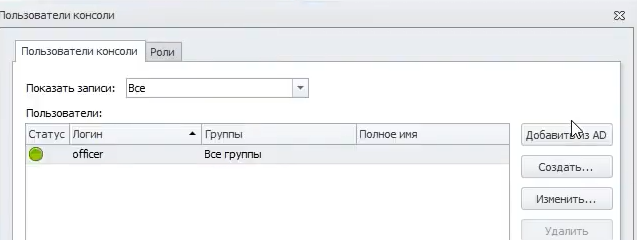 Пользователи консоли
Пользователи консоли Роли
Показать записи: Все
Пользователи:
Статус Логин Группы Полное имя
officer Все группы
Добавить из AD
Создать...
Изменить...
Удалить